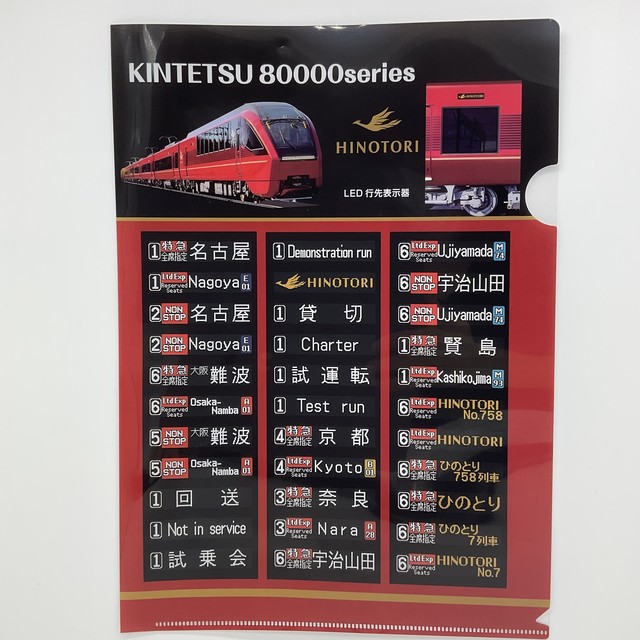 KINTETSU 80000series
HINOTORI
LED 行先表示器
1 特急 全席指定 名古屋
1 Ltd Exp Reserved Seats Nagoya E 01
2 NON STOP 名古屋
2 NON STOP Nagoya E 01
6 特急 全席指定 大阪 難波
6 Ltd Exp Reserved Seats Osaka-Namba A 01
5 NON STOP 大阪 難波
5 NON STOP Osaka-Namba A 01
1 回送
1 Not in service
1 試乗会
1 Demonstration run
HINOTORI
1 貸切
1 Charter
1 試運転
1 Test run
4 特急 全席指定 京都
4 Ltd Exp Reserved Seats Kyoto B 01
3 特急 全席指定 奈良
3 Ltd Exp Reserved Seats Nara A 28
6 特急 全席指定 宇治山田
6 Ltd Exp Reserved Seats Ujiyamada M 74
6 NON STOP 宇治山田
6 NON STOP Ujiyamada M 74
1 特急 全席指定 賢島
1 Ltd Exp Reserved Seats Kashikojima M 93
6 Ltd Exp Reserved Seats HINOTORI No.758
6 Ltd Exp Reserved Seats HINOTORI
6 特急 全席指定 ひのとり 758列車
6 特急 全席指定 ひのとり
6 特急 全席指定 ひのとり 7列車
6 Ltd Exp Reserved Seats HINOTORI No.7